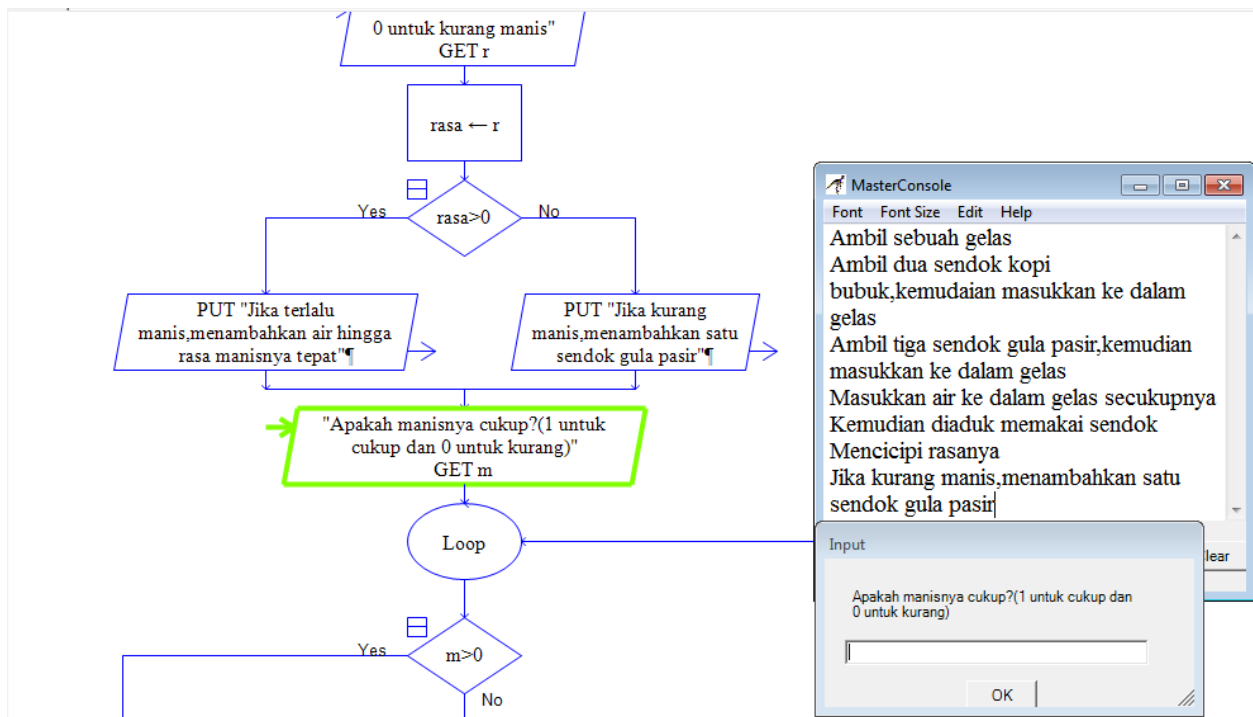 0 untuk kurang manis"
GET r
rasa ← r
rasa>0
Yes
No
PUT "Jika terlalu
manis,menambahkan air hingga
rasa manisnya tepat"¶
PUT "Jika kurang
manis,menambahkan satu
sendok gula pasir"¶
"Apakah manisnya cukup?(1 untuk
cukup dan 0 untuk kurang)"
GET m
Loop
m>0
Yes
No
MasterConsole
Font Font Size Edit Help
Ambil sebuah gelas
Ambil dua sendok kopi
bubuk,kemudaian masukkan ke dalam
gelas
Ambil tiga sendok gula pasir,kemudian
masukkan ke dalam gelas
Masukkan air ke dalam gelas secukupnya
Kemudian diaduk memakai sendok
Mencicipi rasanya
Jika kurang manis,menambahkan satu
sendok gula pasir
lear
Input
Apakah manisnya cukup?(1 untuk cukup dan
0 untuk kurang)
OK